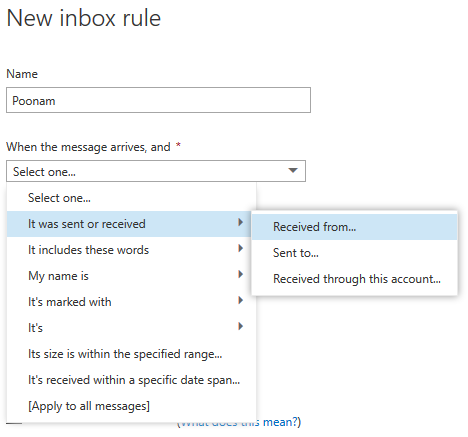 New inbox rule
Name
Poonam
When the message arrives, and *
Select one...
Select one...
It was sent or received
Received from...
It includes these words
Sent to...
My name is
Received through this account...
It's marked with
It's
Its size is within the specified range...
It's received within a specific date span...
[Apply to all messages]
(What does this mean?)